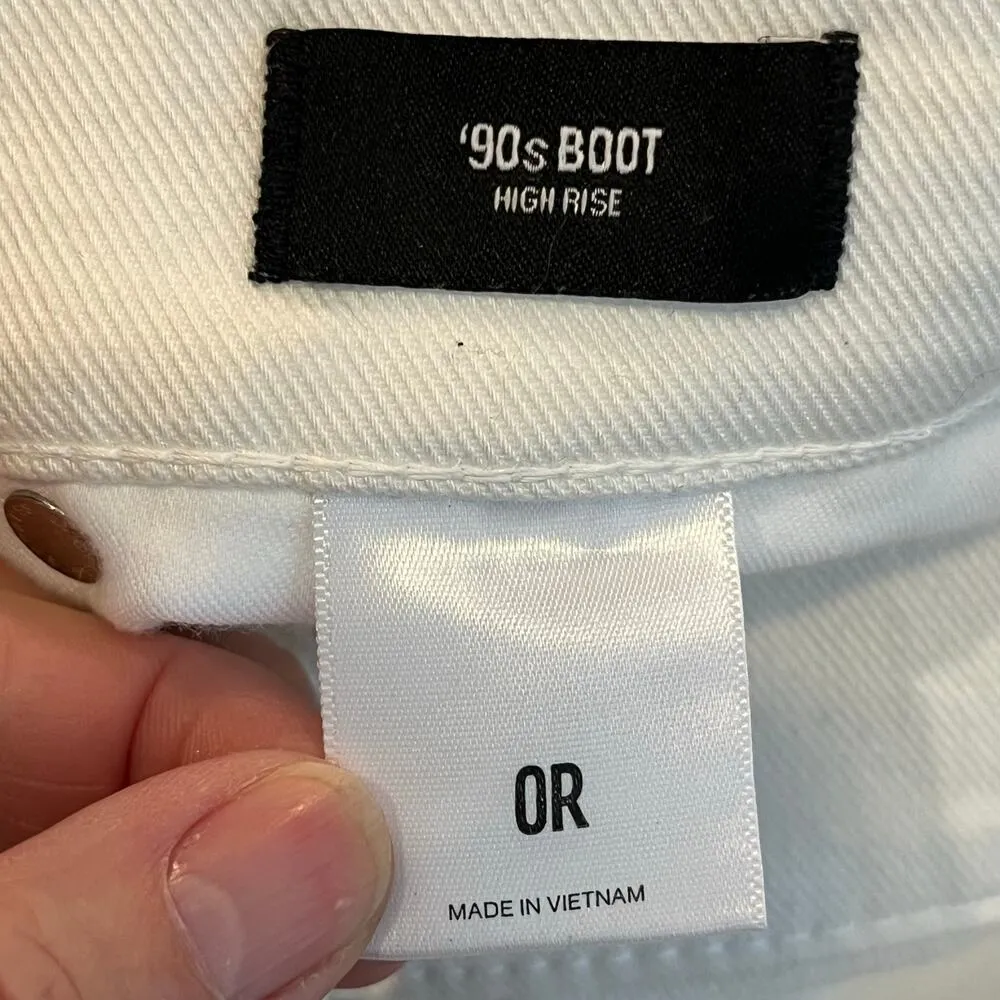 ‘90s BOOT
HIGH RISE
0R
MADE IN VIETNAM